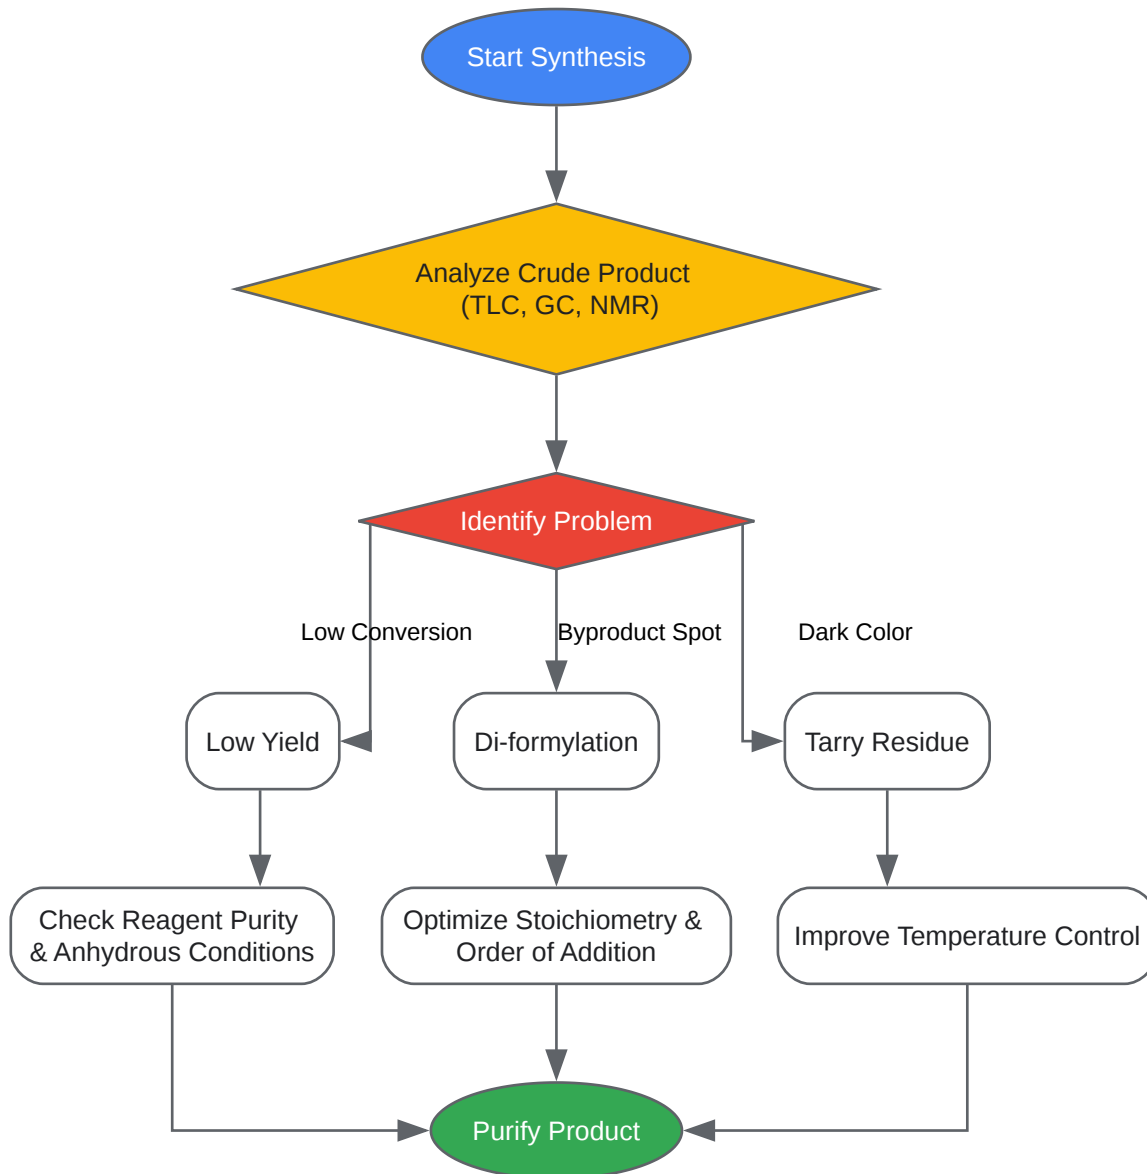 Start Synthesis
Analyze Crude Product
(TLC, GC, NMR)
Identify Problem
Low Conversion
Byproduct Spot
Dark Color
Low Yield
Di-formylation
Tarry Residue
Check Reagent Purity
& Anhydrous Conditions
Optimize Stoichiometry &
Order of Addition
Improve Temperature Control
Purify Product